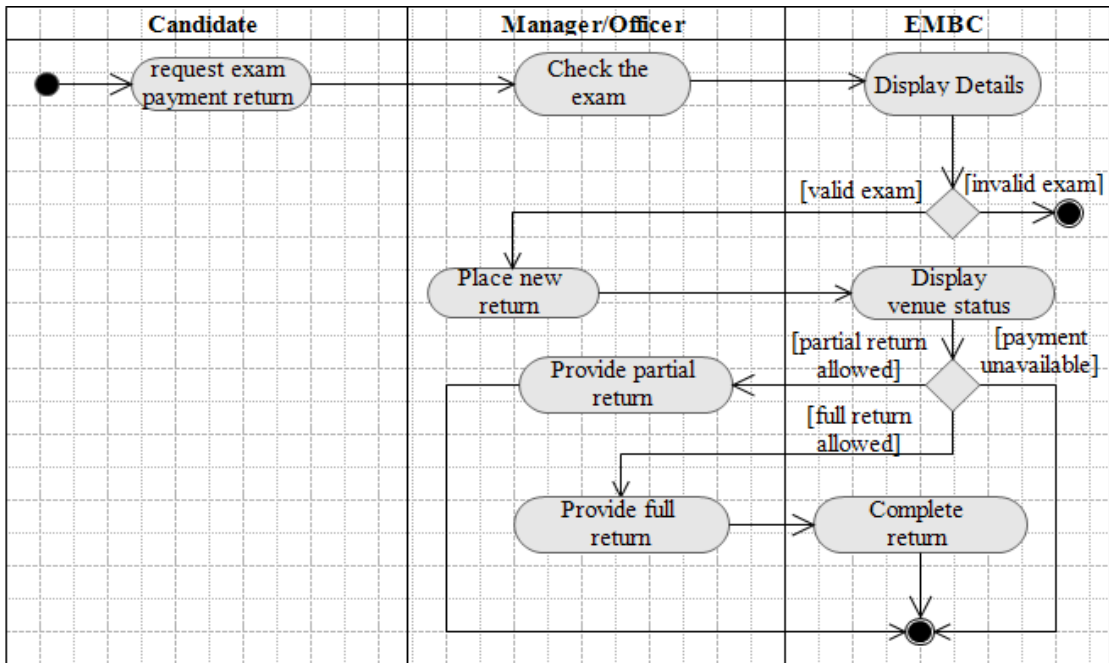 Candidate
Manager/Officer
EMBC
request exam
payment return
Check the
exam
Display Details
[valid exam]
[invalid exam]
Place new
return
Display
venue status
[partial return
allowed]
[payment
unavailable]
Provide partial
return
[full return
allowed]
Provide full
return
Complete
return